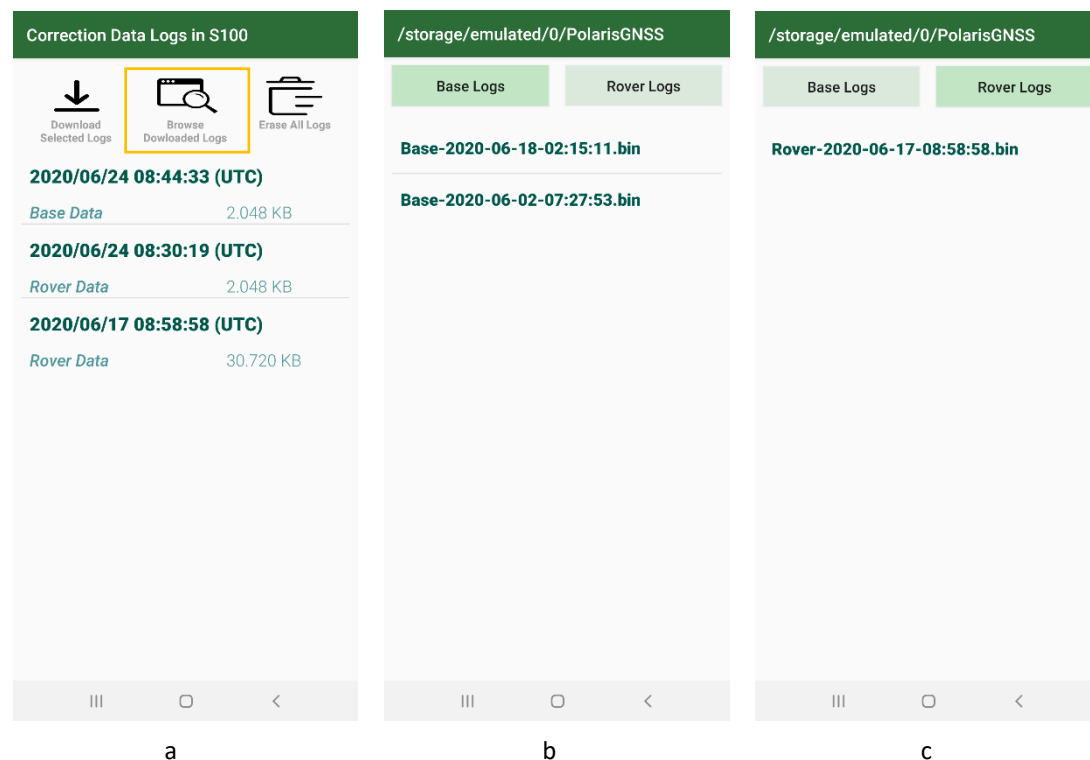 Correction Data Logs in S100
Download
Selected Logs
Browse
Dowloaded Logs
Erase All Logs
2020/06/24 08:44:33 (UTC)
Base Data 2.048 KB
2020/06/24 08:30:19 (UTC)
Rover Data 2.048 KB
2020/06/17 08:58:58 (UTC)
Rover Data 30.720 KB
a
/storage/emulated/0/PolarisGNSS
Base Logs Rover Logs
Base-2020-06-18-02:15:11.bin
Base-2020-06-02-07:27:53.bin
b
/storage/emulated/0/PolarisGNSS
Base Logs Rover Logs
Rover-2020-06-17-08:58:58.bin
c